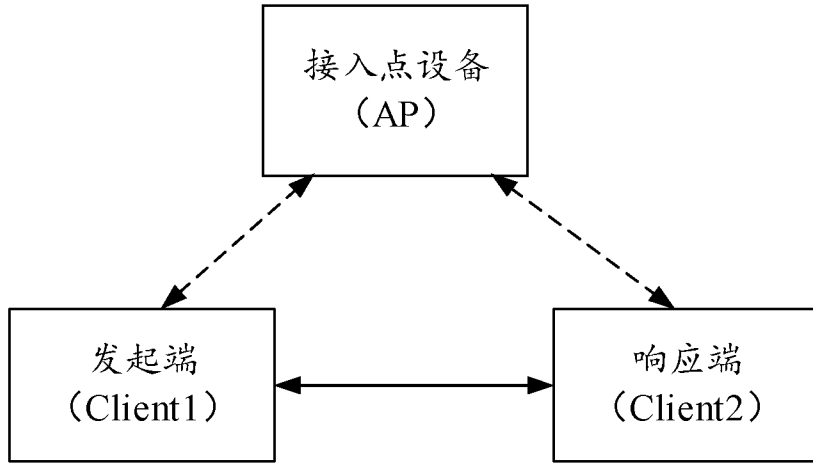 接入点设备
（AP）
发起端
（Client1）
响应端
（Client2）